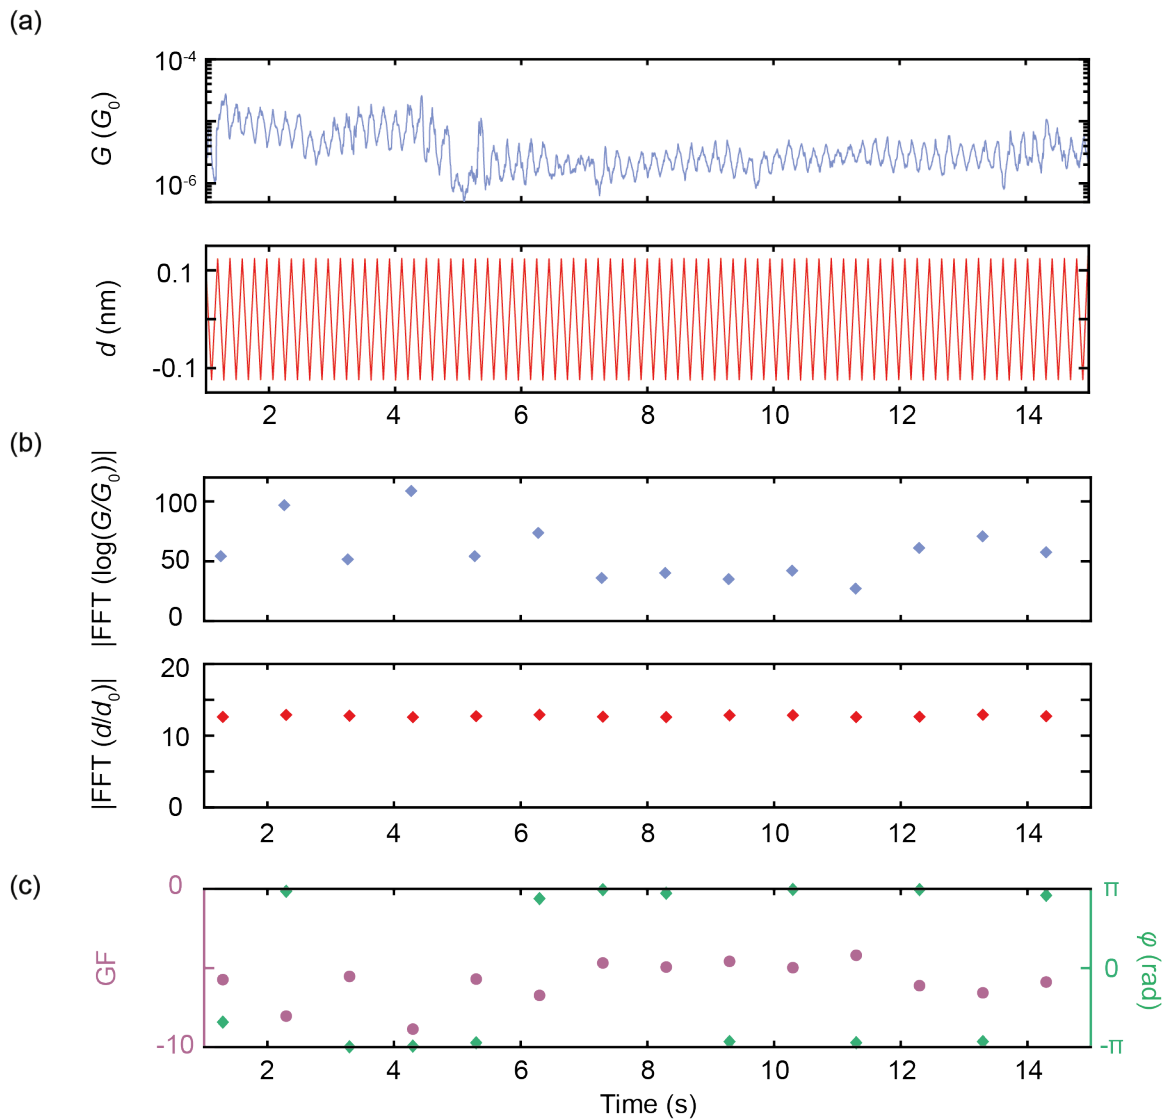 (a)
10⁻⁴
10⁻⁶
G (G₀)
0.1
-0.1
d (nm)
2 4 6 8 10 12 14
(b)
100
50
0
|FFT (log(G/G₀))|
20
10
0
|FFT (d/d₀)|
2 4 6 8 10 12 14
(c)
0
-10
GF
π
0
-π
φ (rad)
2 4 6 8 10 12 14
Time (s)